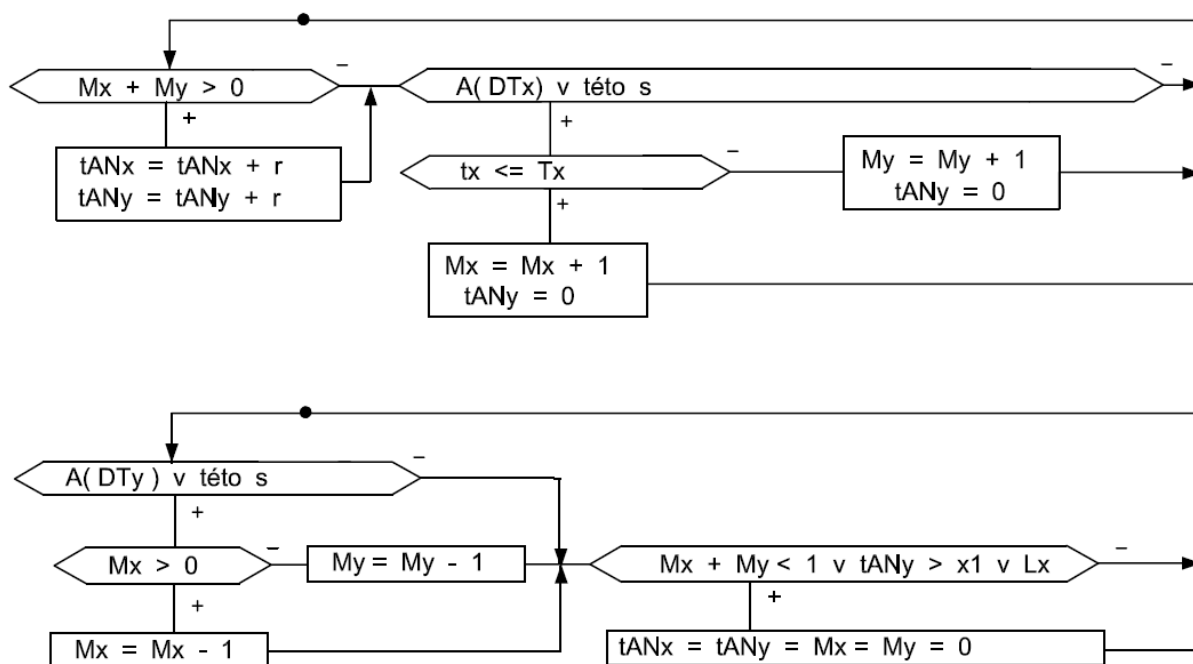 Mx + My > 0
–
A( DTx) v této s
–
+
+
tANx = tANx + r
tANy = tANy + r
tx <= Tx
–
My = My + 1
tANy = 0
+
Mx = Mx + 1
tANy = 0
A( DTy ) v této s
–
+
Mx > 0
–
My = My - 1
Mx + My < 1 v tANy > x1 v Lx
–
+
+
Mx = Mx - 1
tANx = tANy = Mx = My = 0